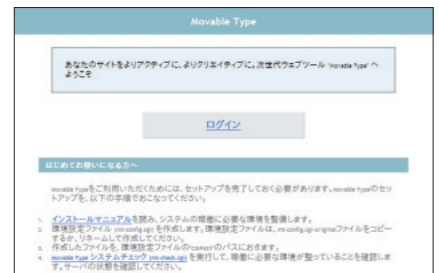 Movable Type
あなたのサイトをよりアクティブに、よりクリエイティブに。次世代ウェブツール 'Movable Type' へ
ようこそ
ログイン
はじめてお使いになる方へ
Movable Typeをご利用いただくためには、セットアップを完了しておく必要があります。Movable Typeのセッ
トアップを、以下の手順でおこなってください。
1. インストールマニュアルを読み、システムの稼働に必要な環境を整備します。
2. 環境設定ファイル (mt-config.cgi) を作成します。環境設定ファイルは、mt-config.cgi-originalファイルをコピー
するか、リネームして作成してください。
3. 作成したファイルを、環境設定ファイルのCGIPATHのパスにおきます。
4. Movable Type システムチェック (mt-check.cgi) を実行して、稼働に必要な環境が整っていることを確認しま
す。サーバの状態を確認してください。